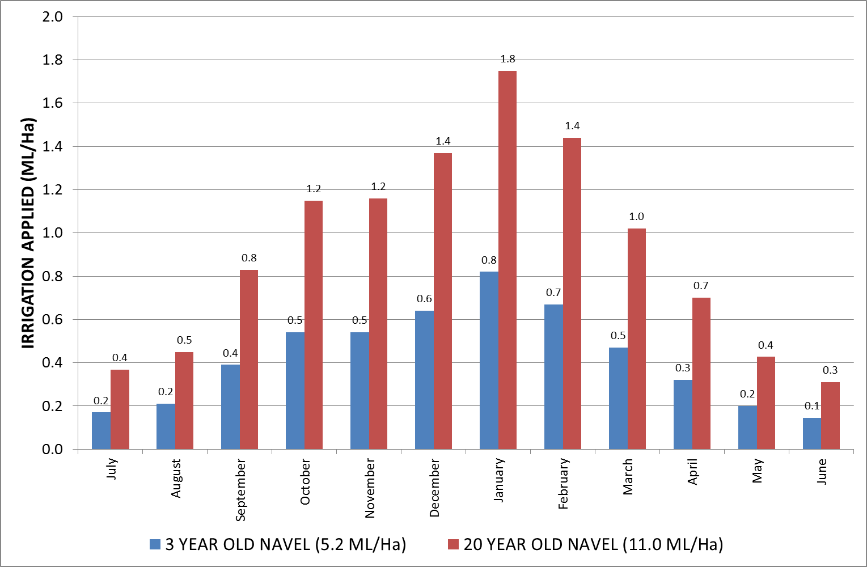 IRRIGATION APPLIED (ML/Ha)
2.0
1.8
1.6
1.4
1.2
1.0
0.8
0.6
0.4
0.2
0.0
0.2 0.4
0.2 0.5
0.4 0.8
0.5 1.2
0.5 1.2
0.6 1.4
0.8 1.8
0.7 1.4
0.5 1.0
0.3 0.7
0.2 0.4
0.1 0.3
July
August
September
October
November
December
January
February
March
April
May
June
3 YEAR OLD NAVEL (5.2 ML/Ha)
20 YEAR OLD NAVEL (11.0 ML/Ha)